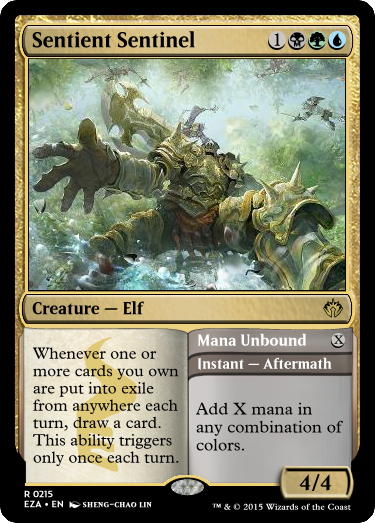 Sentient Sentinel 1
Creature — Elf
Whenever one or
more cards you own
are put into exile
from anywhere each
turn, draw a card.
This ability triggers
only once each turn.
Mana Unbound X
Instant — Aftermath
Add X mana in
any combination of
colors.
4/4
R 0215
EZA • EN SHENG-CHAO LIN
™ & © 2015 Wizards of the Coast